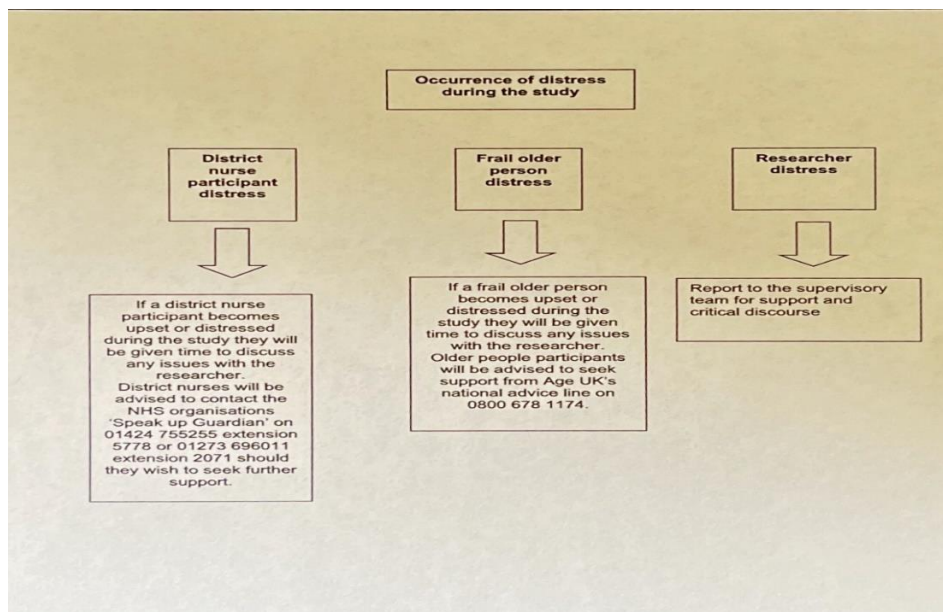 Occurrence of distress
during the study
District
nurse
participant
distress
If a district nurse
participant becomes
upset or distressed
during the study they will
be given time to discuss
any issues with the
researcher.
District nurses will be
advised to contact the
NHS organisations
‘Speak up Guardian’ on
01424 755255 extension
5778 or 01273 696011
extension 2071 should
they wish to seek further
support.
Frail older
person
distress
If a frail older person
becomes upset or
distressed during the
study they will be given
time to discuss any issues
with the researcher.
Older people participants
will be advised to seek
support from Age UK’s
national advice line on
0800 678 1174.
Researcher
distress
Report to the supervisory
team for support and
critical discourse